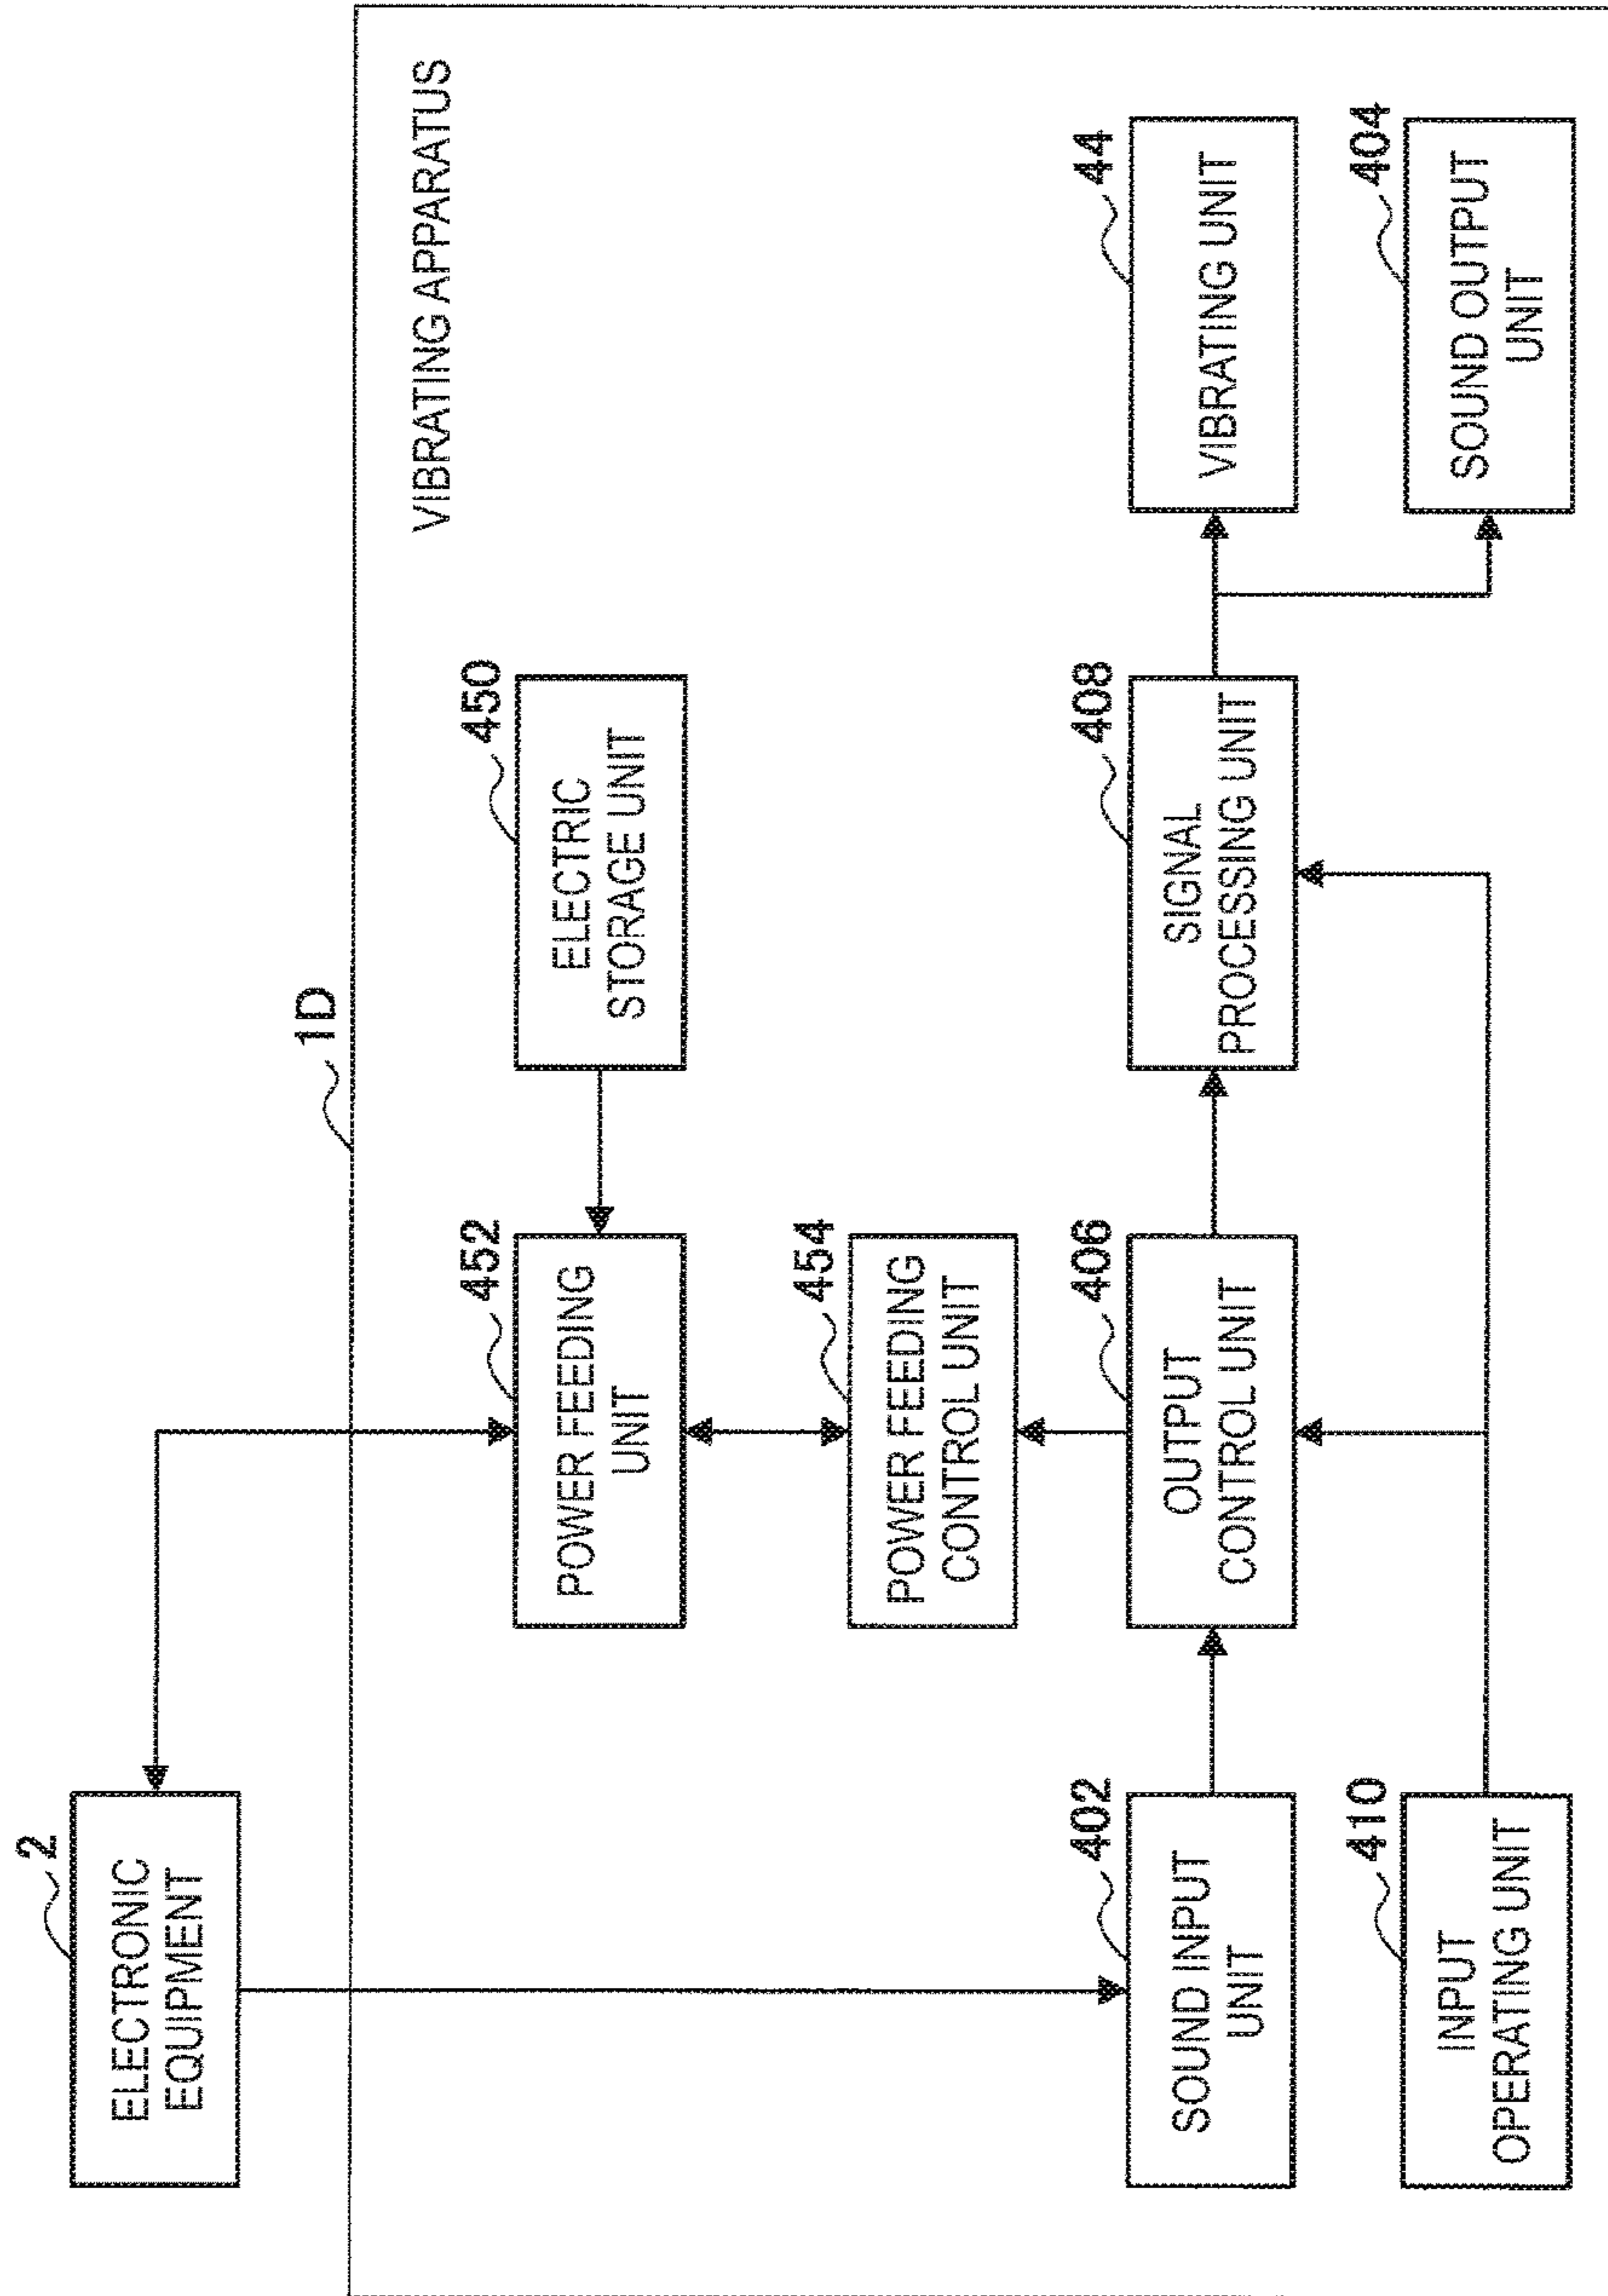 2
ELECTRONIC
EQUIPMENT
1D
VIBRATING APPARATUS
452
POWER FEEDING
UNIT
450
ELECTRIC
STORAGE UNIT
454
POWER FEEDING
CONTROL UNIT
402
SOUND INPUT
UNIT
406
OUTPUT
CONTROL UNIT
408
SIGNAL
PROCESSING UNIT
44
VIBRATING UNIT
410
INPUT
OPERATING UNIT
404
SOUND OUTPUT
UNIT